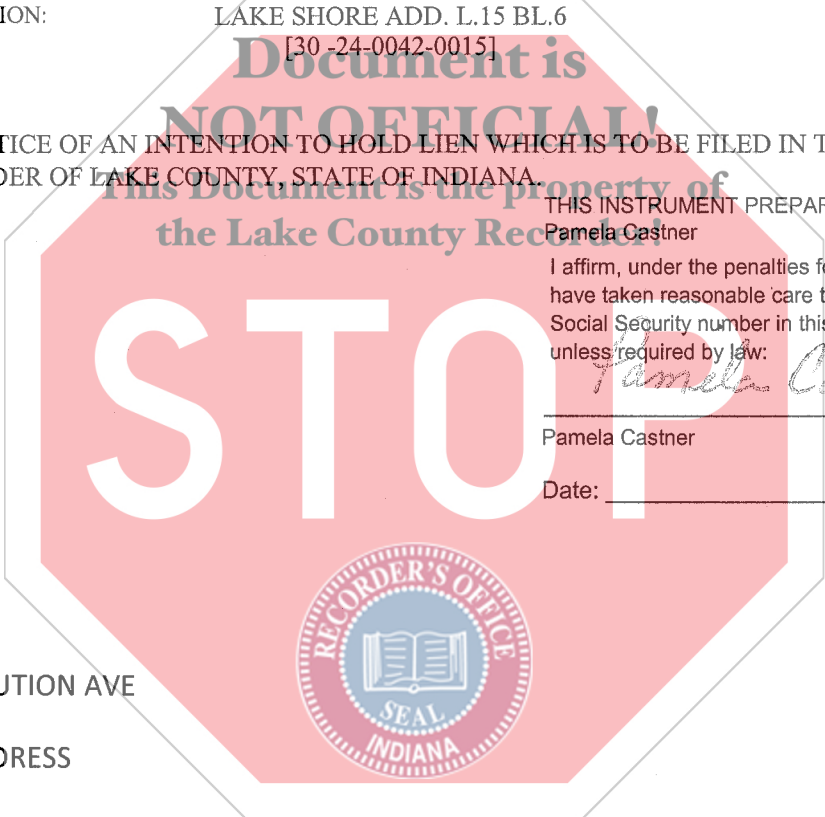 ION: LAKE SHORE ADD. L.15 BL.6
[30 -24-0042-0015]
Document is
NOT OFFICIAL!
TICE OF AN INTENTION TO HOLD LIEN WHICH IS TO BE FILED IN T
DER OF LAKE COUNTY, STATE OF INDIANA.
This Document is the property of
the Lake County Recorder!
THIS INSTRUMENT PREPAR
Pamela Castner
I affirm, under the penalties fo
have taken reasonable care t
Social Security number in this
unless required by law:
Pamela C
Pamela Castner
Date:
STOP
RECORDER'S OFFICE
SEAL
INDIANA
UTION AVE
DRESS